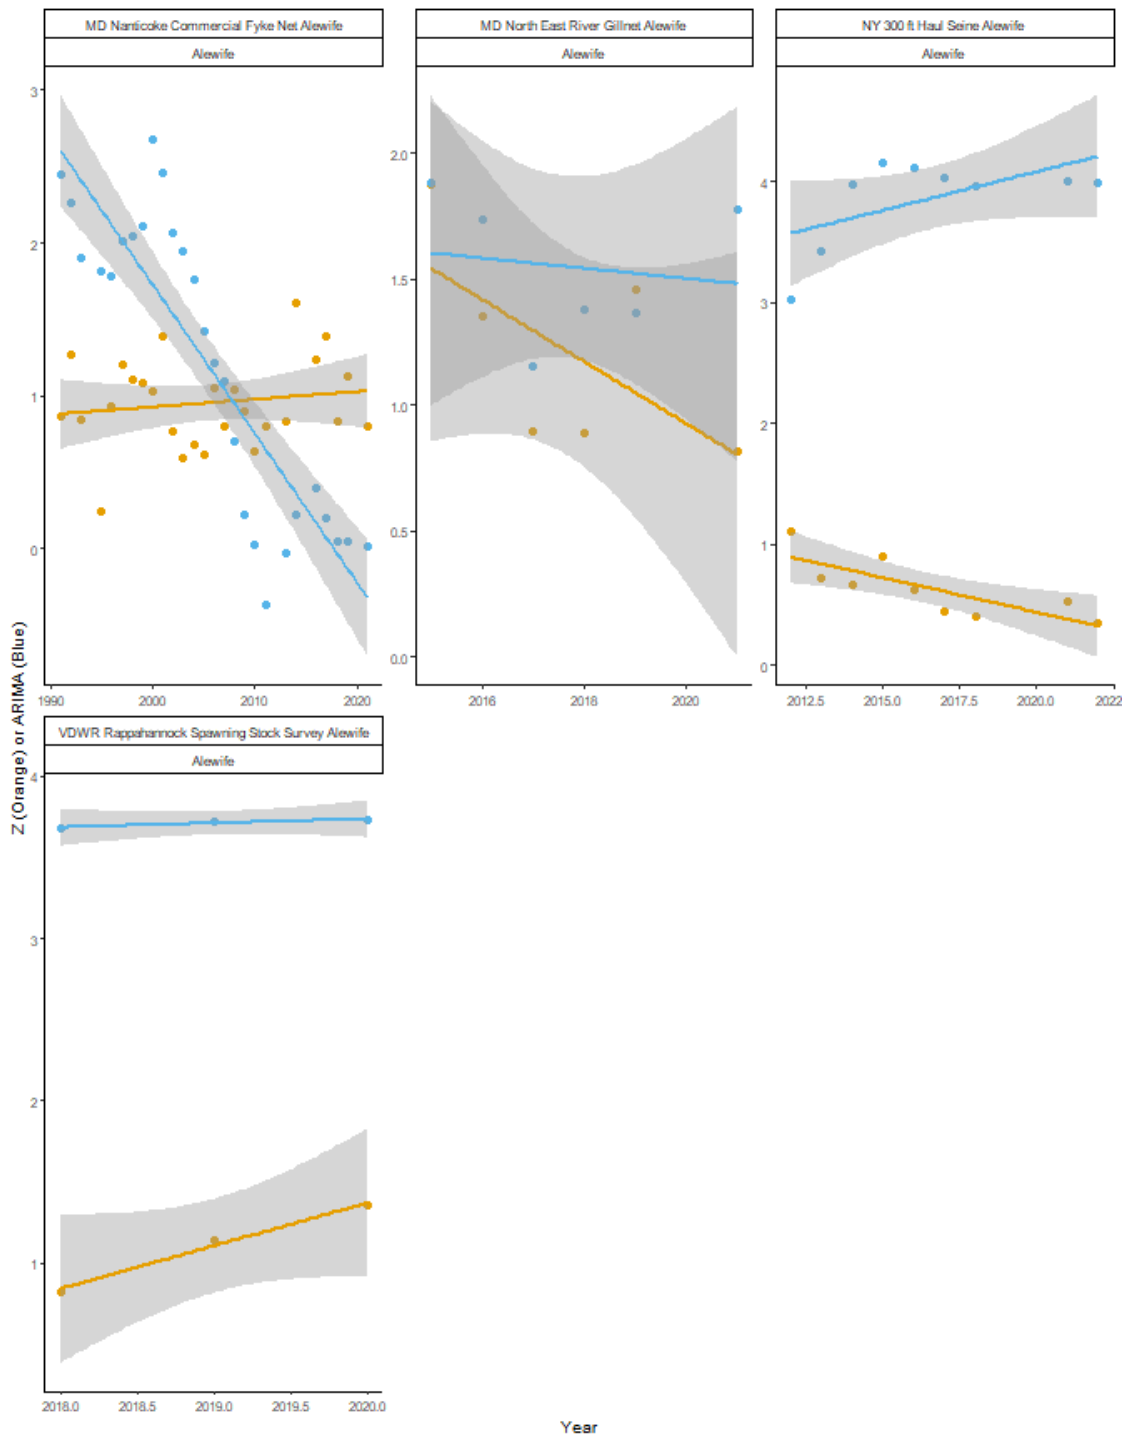 MD Nanticoke Commercial Fyke Net Alewife
Alewife
3
2
1
0
1990 2000 2010 2020
MD North East River Gillnet Alewife
Alewife
2.0
1.5
1.0
0.5
0.0
2016 2018 2020
NY 300 ft Haul Seine Alewife
Alewife
4
3
2
1
0
2012.5 2015.0 2017.5 2020.0 2022
VDWR Rappahannock Spawning Stock Survey Alewife
Alewife
4
3
2
1
2018.0 2018.5 2019.0 2019.5 2020.0
Z (Orange) or ARIMA (Blue)
Year